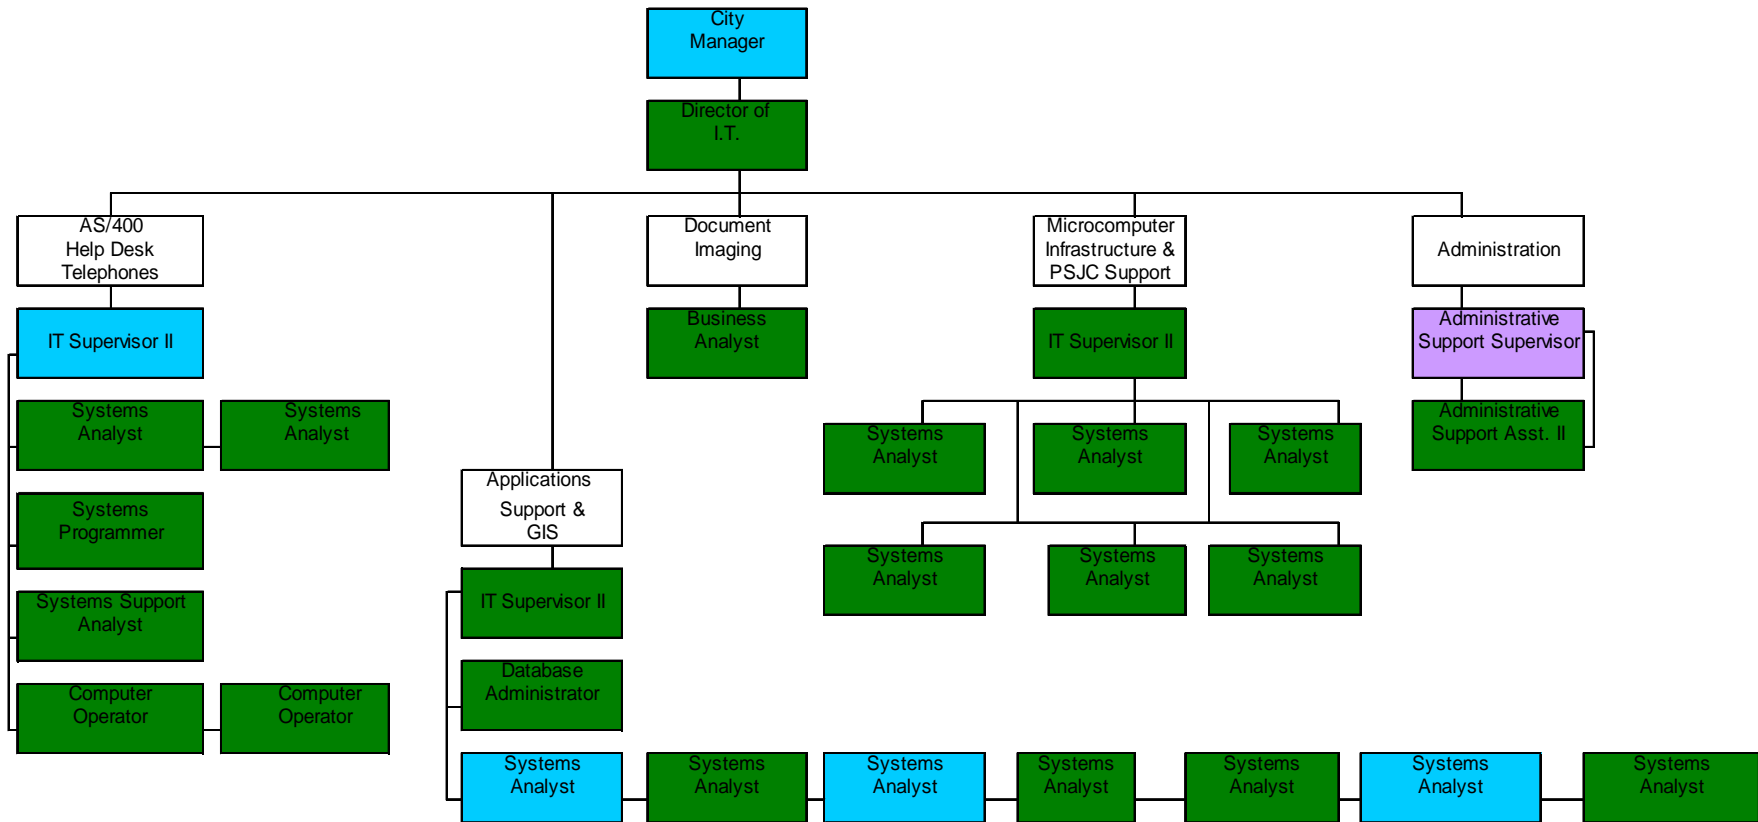 City
Manager
Director of
I.T.
AS/400
Help Desk
Telephones
Document
Imaging
Microcomputer
Infrastructure &
PSJC Support
Administration
IT Supervisor II
Business
Analyst
IT Supervisor II
Administrative
Support Supervisor
Systems
Analyst
Systems
Analyst
Administrative
Support Asst. II
Systems
Analyst
Systems
Analyst
Systems
Analyst
Applications
Support &
GIS
Systems
Programmer
Systems
Analyst
Systems
Analyst
Systems
Analyst
IT Supervisor II
Systems Support
Analyst
Database
Administrator
Computer
Operator
Computer
Operator
Systems
Analyst
Systems
Analyst
Systems
Analyst
Systems
Analyst
Systems
Analyst
Systems
Analyst
Systems
Analyst